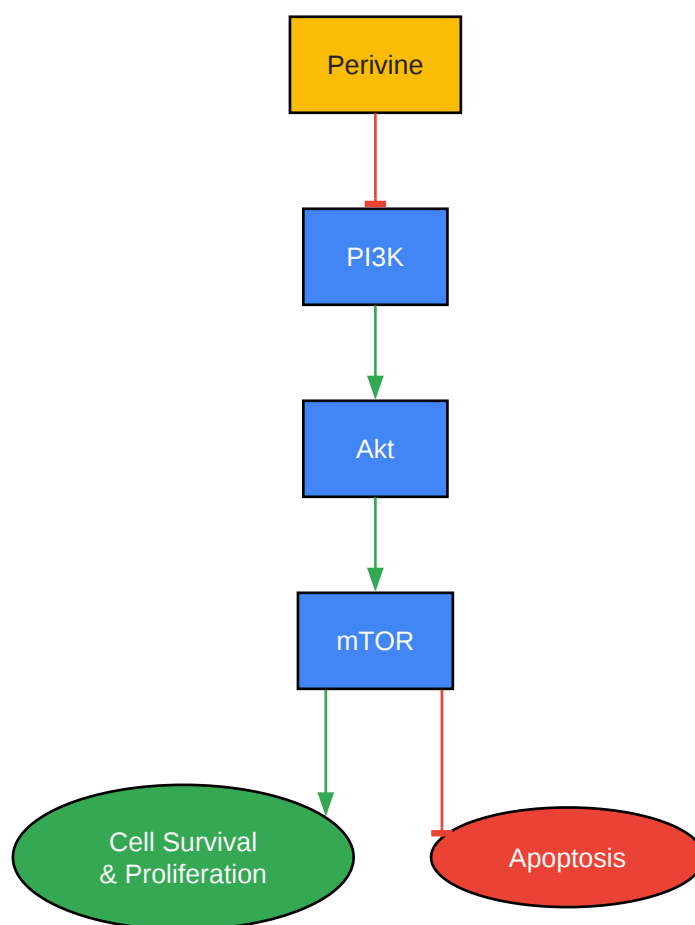 Perivine
PI3K
Akt
mTOR
Cell Survival
& Proliferation
Apoptosis